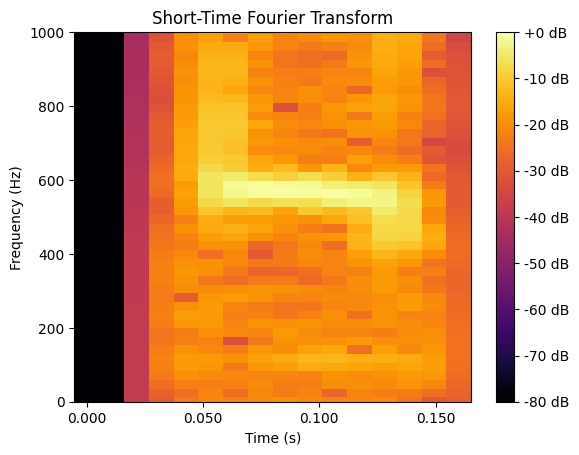 Short-Time Fourier Transform
Frequency (Hz)
1000
800
600
400
200
0
0.000
0.050
0.100
0.150
Time (s)
+0 dB
-10 dB
-20 dB
-30 dB
-40 dB
-50 dB
-60 dB
-70 dB
-80 dB